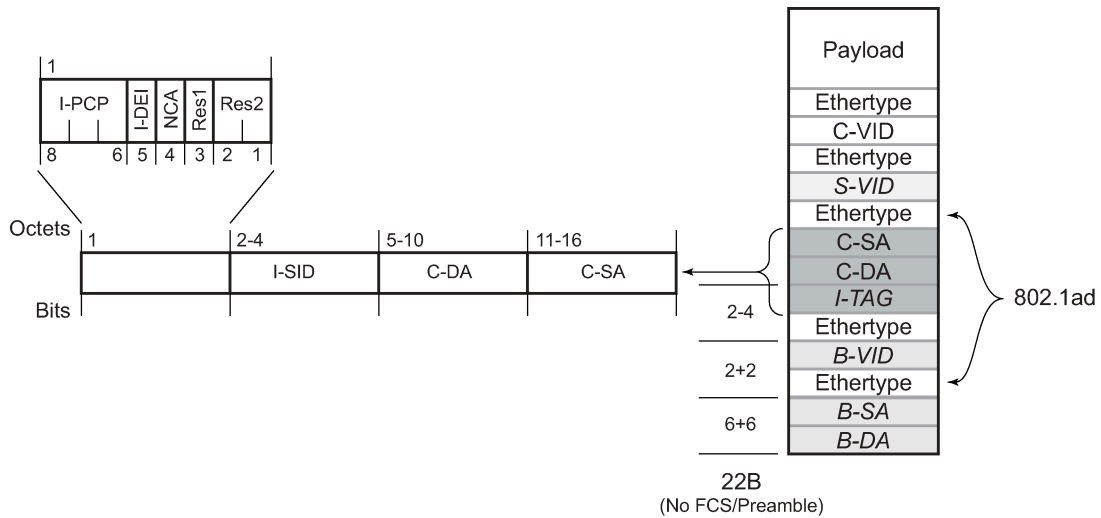 1
I-PCP
I-DEI
NCA
Res1
Res2
8
6
5
4
3
2
1
Octets
1
2-4
5-10
11-16
I-SID
C-DA
C-SA
Bits
Payload
Ethertype
C-VID
Ethertype
S-VID
Ethertype
C-SA
C-DA
I-TAG
Ethertype
B-VID
Ethertype
B-SA
B-DA
802.1ad
2-4
2+2
6+6
22B
(No FCS/Preamble)